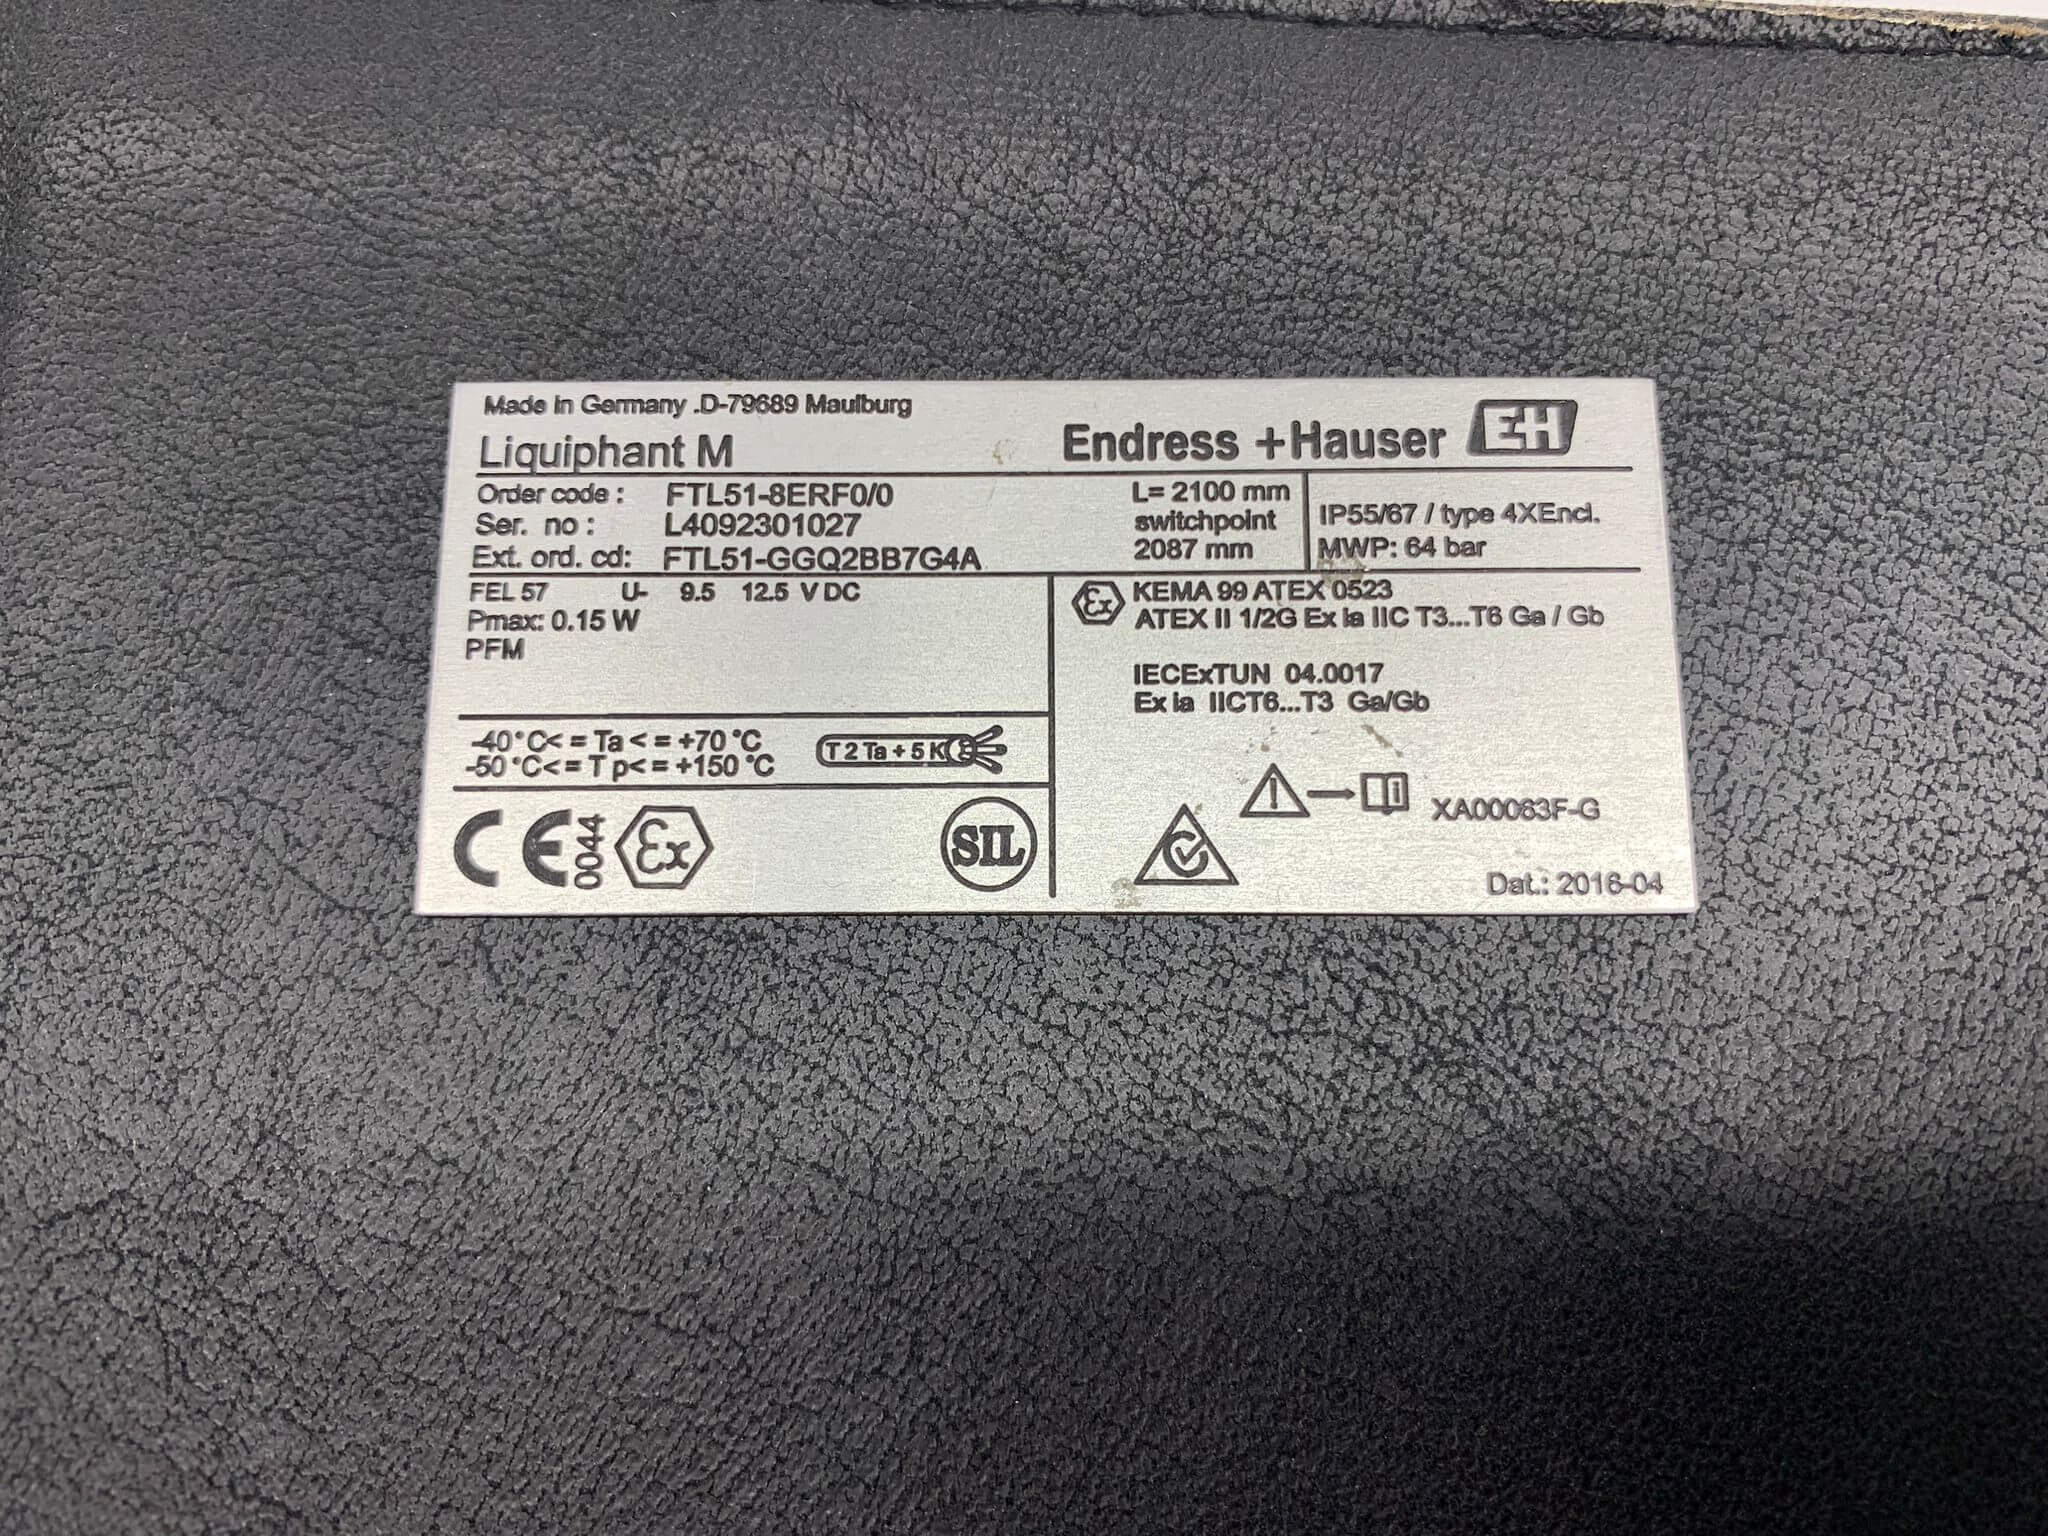 Made in Germany .D-79689 Maulburg
Liquiphant M
Endress +Hauser EH
Order code : FTL51-8ERF0/0
Ser. no : L4092301027
Ext. ord. cd: FTL51-GGQ2BB7G4A
L= 2100 mm
switchpoint
2087 mm
IP55/67 / type 4XEncl.
MWP: 64 bar
FEL 57 U- 9.5 12.5 V DC
Pmax: 0.15 W
PFM
Ex KEMA 99 ATEX 0523
ATEX II 1/2G Ex ia IIC T3...T6 Ga / Gb
IECExTUN 04.0017
Ex ia IICT6...T3 Ga/Gb
-40°C< = Ta < = +70 °C
-50 °C< = T p< = +150 °C
T 2 Ta + 5 K
CE 0044 Ex
SIL
i XA00063F-G
Dat.: 2016-04